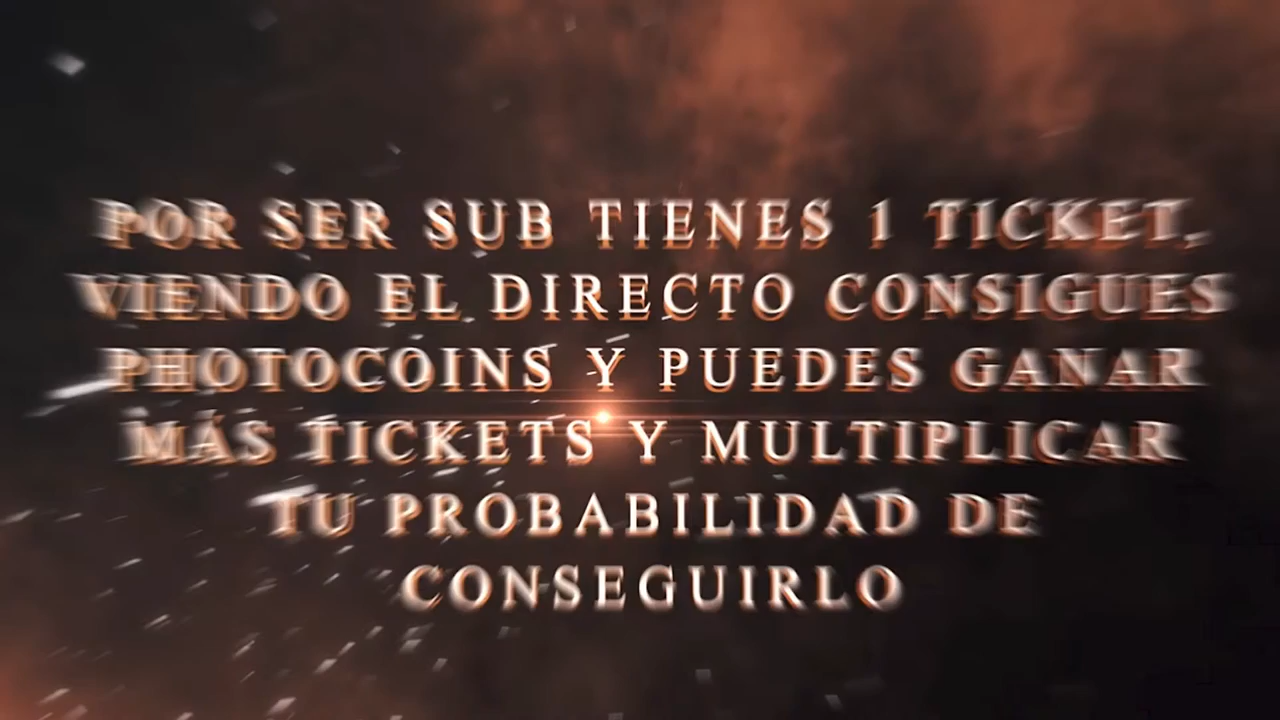 POR SER SUB TIENES 1 TICKET,
VIENDO EL DIRECTO CONSIGUES
PHOTOCOINS Y PUEDES GANAR
MÁS TICKETS Y MULTIPLICAR
TU PROBABILIDAD DE
CONSEGUIRLO